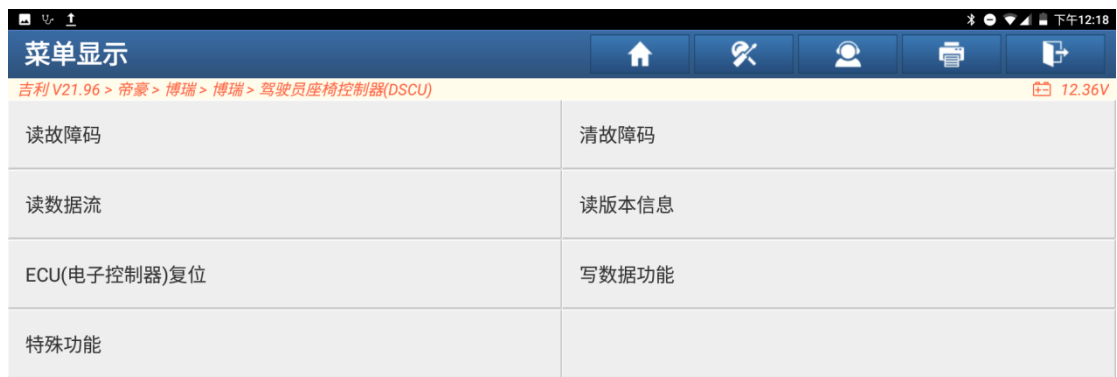 下午12:18
菜单显示
吉利 V21.96 > 帝豪 > 博瑞 > 博瑞 > 驾驶员座椅控制器(DSCU) 12.36V
读故障码 清故障码
读数据流 读版本信息
ECU(电子控制器)复位 写数据功能
特殊功能